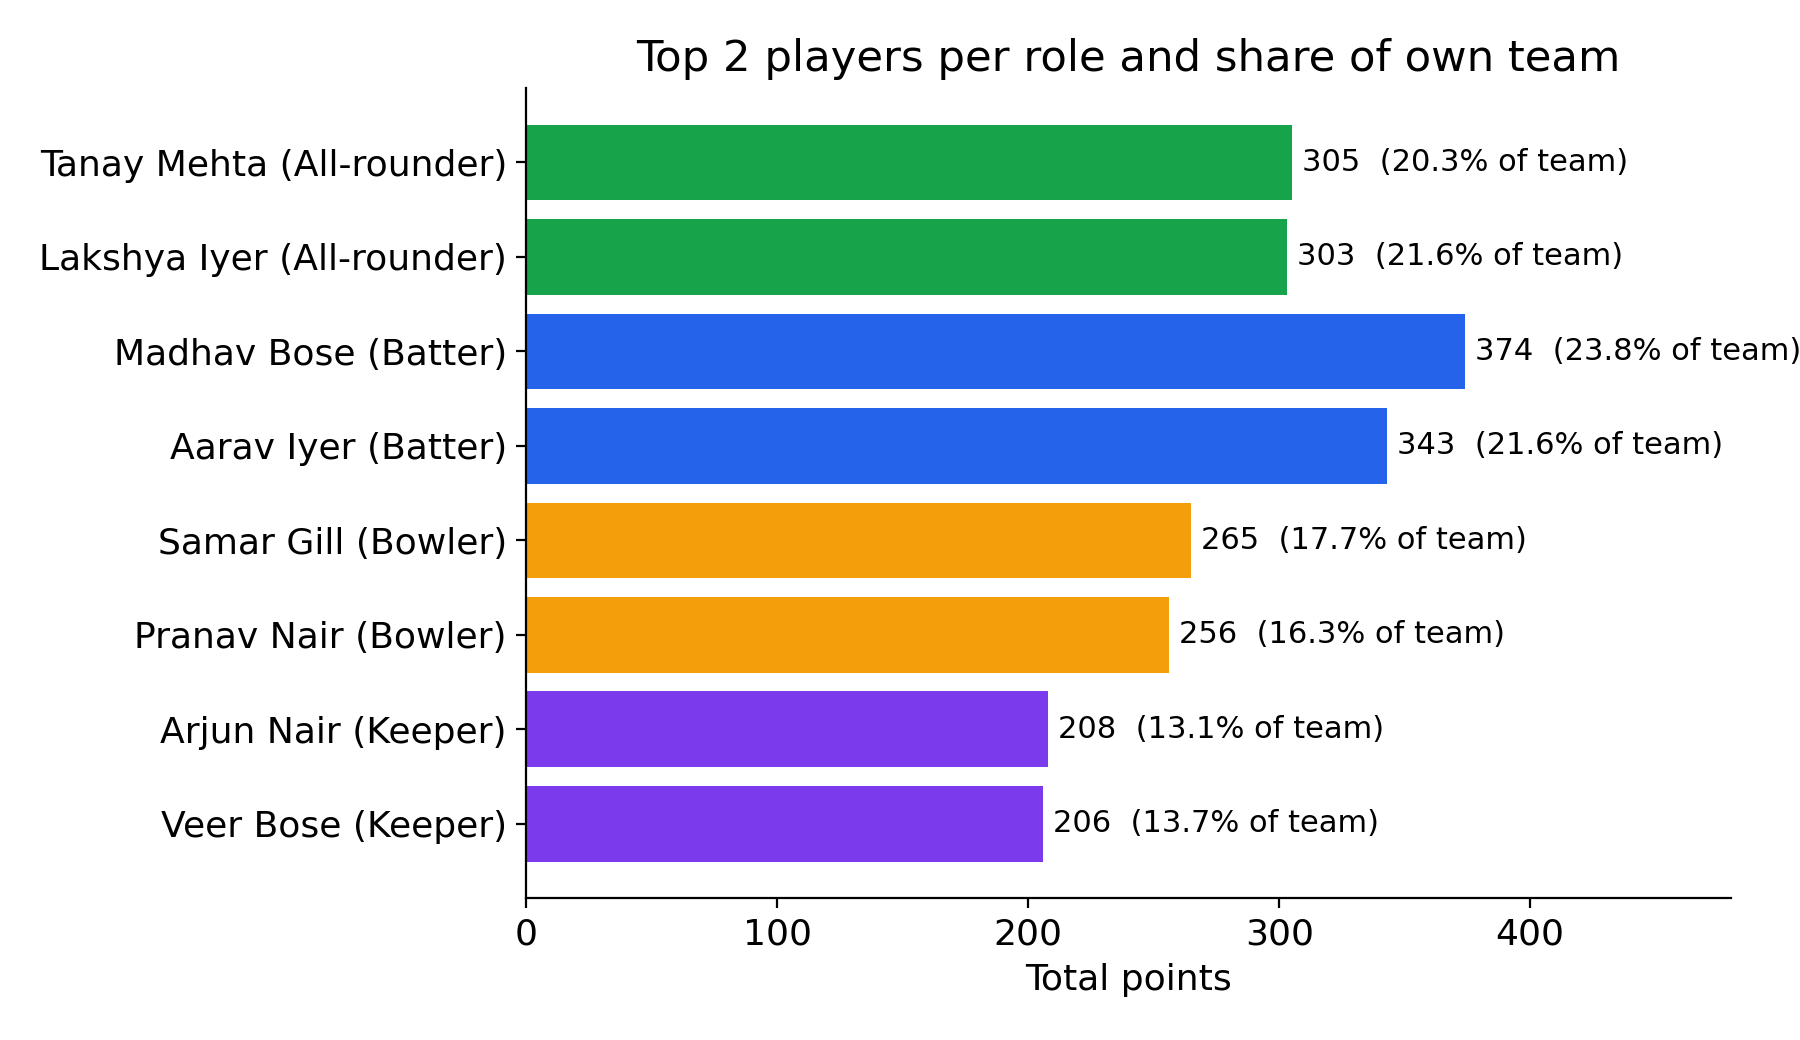 Top 2 players per role and share of own team
Tanay Mehta (All-rounder) 305 (20.3% of team)
Lakshya Iyer (All-rounder) 303 (21.6% of team)
Madhav Bose (Batter) 374 (23.8% of team)
Aarav Iyer (Batter) 343 (21.6% of team)
Samar Gill (Bowler) 265 (17.7% of team)
Pranav Nair (Bowler) 256 (16.3% of team)
Arjun Nair (Keeper) 208 (13.1% of team)
Veer Bose (Keeper) 206 (13.7% of team)
0 100 200 300 400
Total points